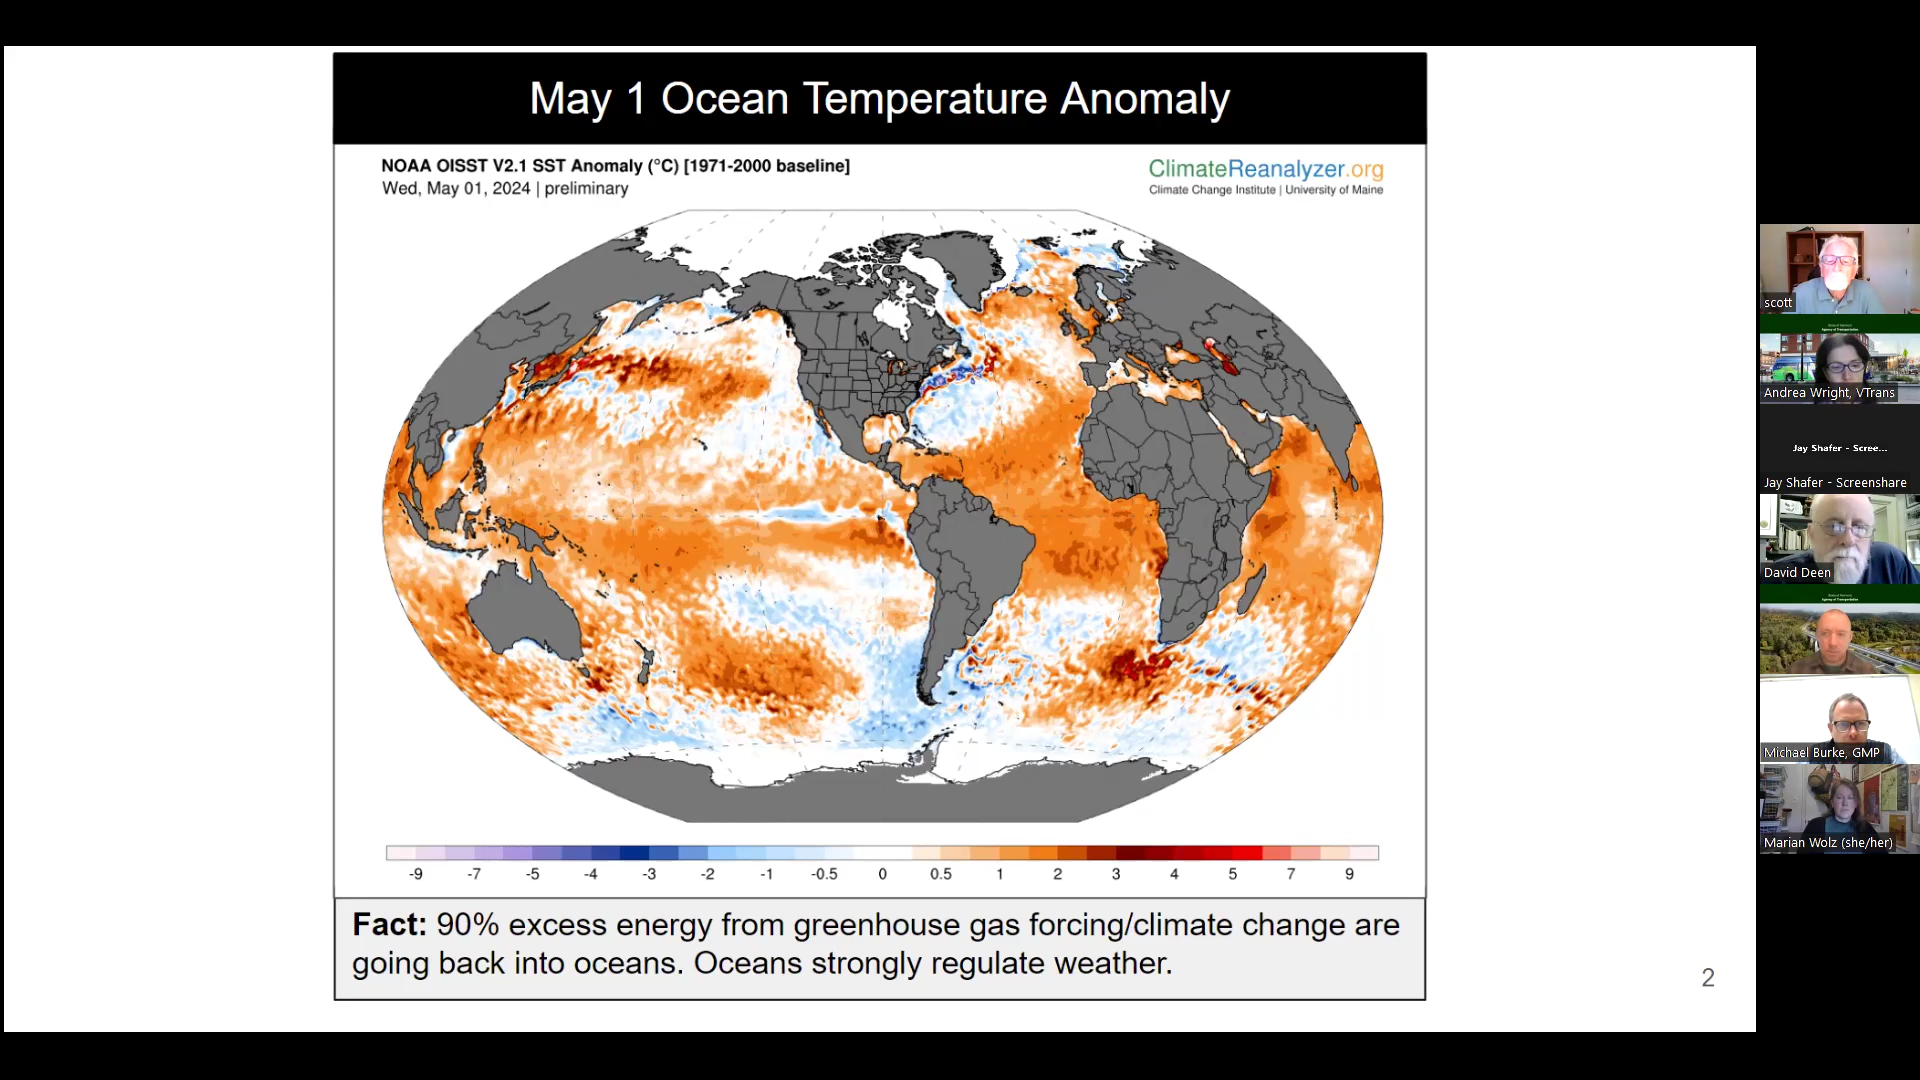 May 1 Ocean Temperature Anomaly
NOAA OISST V2.1 SST Anomaly (°C) [1971-2000 baseline]
Wed, May 01, 2024 | preliminary
ClimateReanalyzer.org
Climate Change Institute | University of Maine
-9 -7 -5 -4 -3 -2 -1 -0.5 0 0.5 1 2 3 4 5 7 9
Fact: 90% excess energy from greenhouse gas forcing/climate change are
going back into oceans. Oceans strongly regulate weather.
2
scott
Andrea Wright, VTrans
Jay Shafer - Scree...
Jay Shafer - Screenshare
David Deen
Michael Burke, GMP
Marian Wolz (she/her)